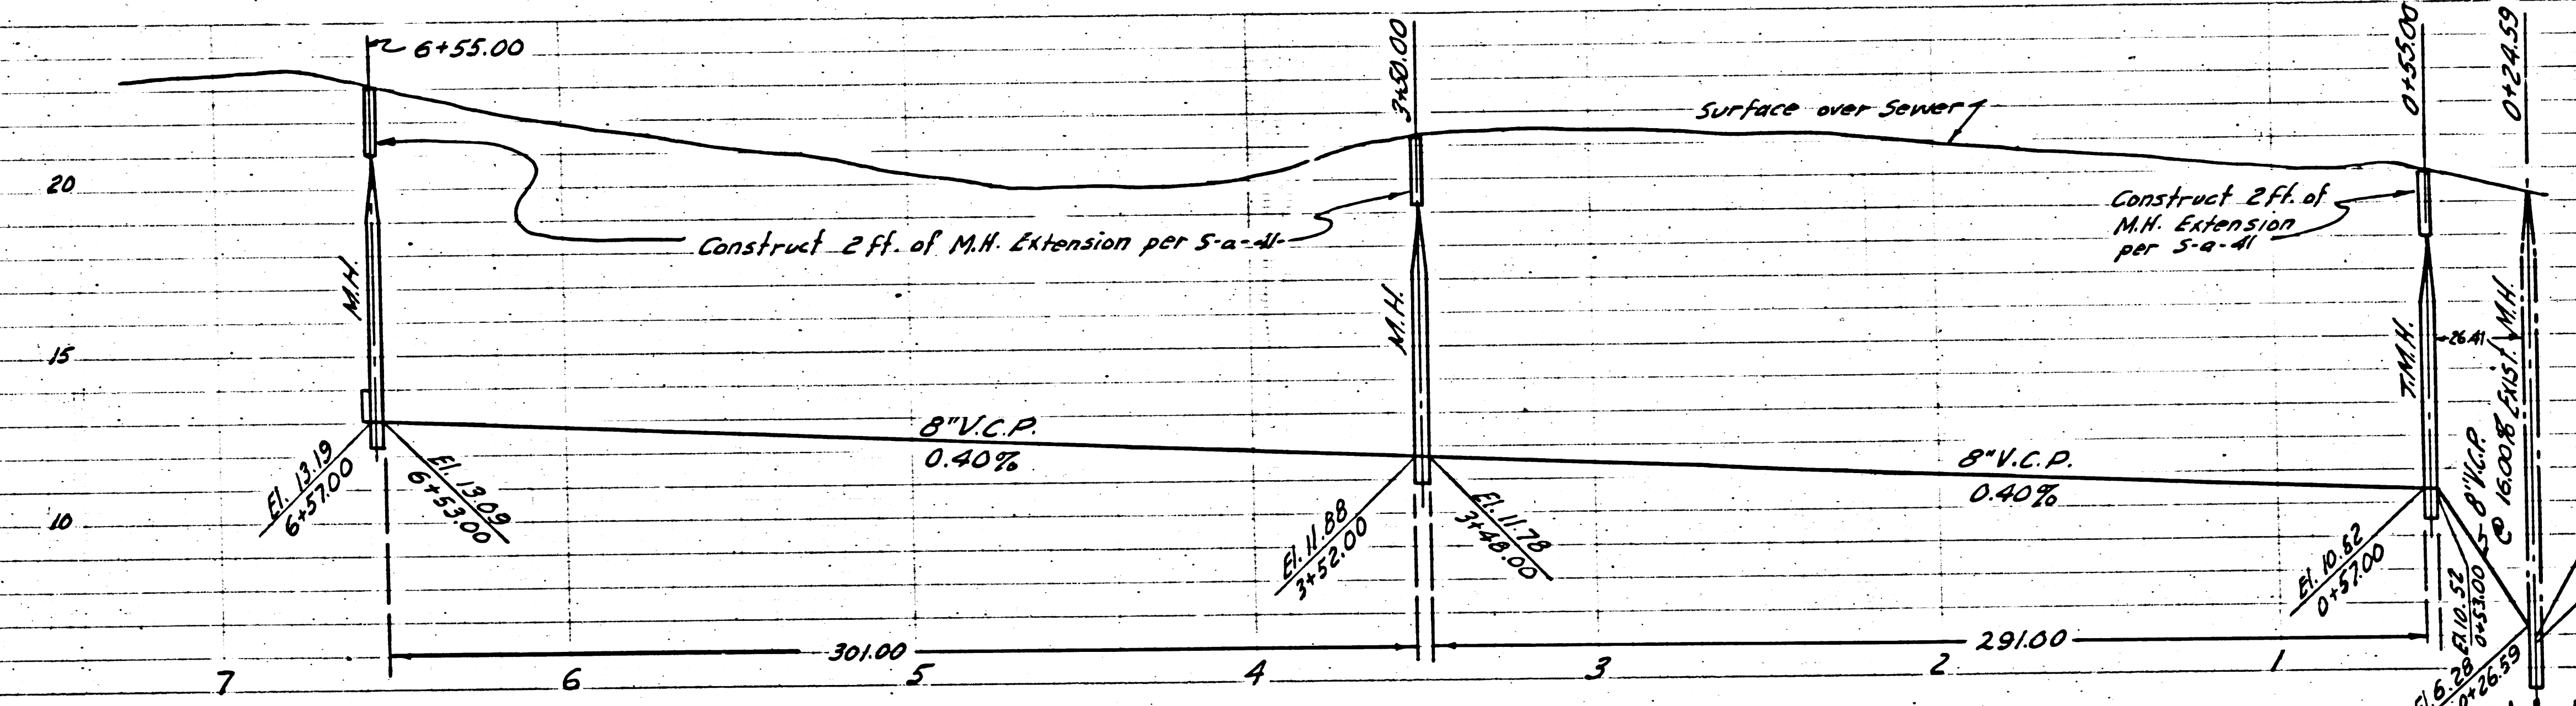 6+55.00
3+50.00
0+55.00
0+24.59
Surface over Sewer
20
Construct 2 ft. of M.H. Extension per S-a-41
Construct 2 ft. of
M.H. Extension
per S-a-41
M.H.
M.H.
T.M.H.
26.41
EXIST. M.H.
15
8" V.C.P.
0.40%
8" V.C.P.
0.40%
8" V.C.P.
@ 16.00%
10
El. 13.19
6+57.00
El. 13.09
6+53.00
El. 11.88
3+52.00
El. 11.78
3+48.00
El. 10.62
0+57.00
El. 10.52
0+53.00
El. 6.28
0+26.59
301.00
291.00
7
6
5
4
3
2
1